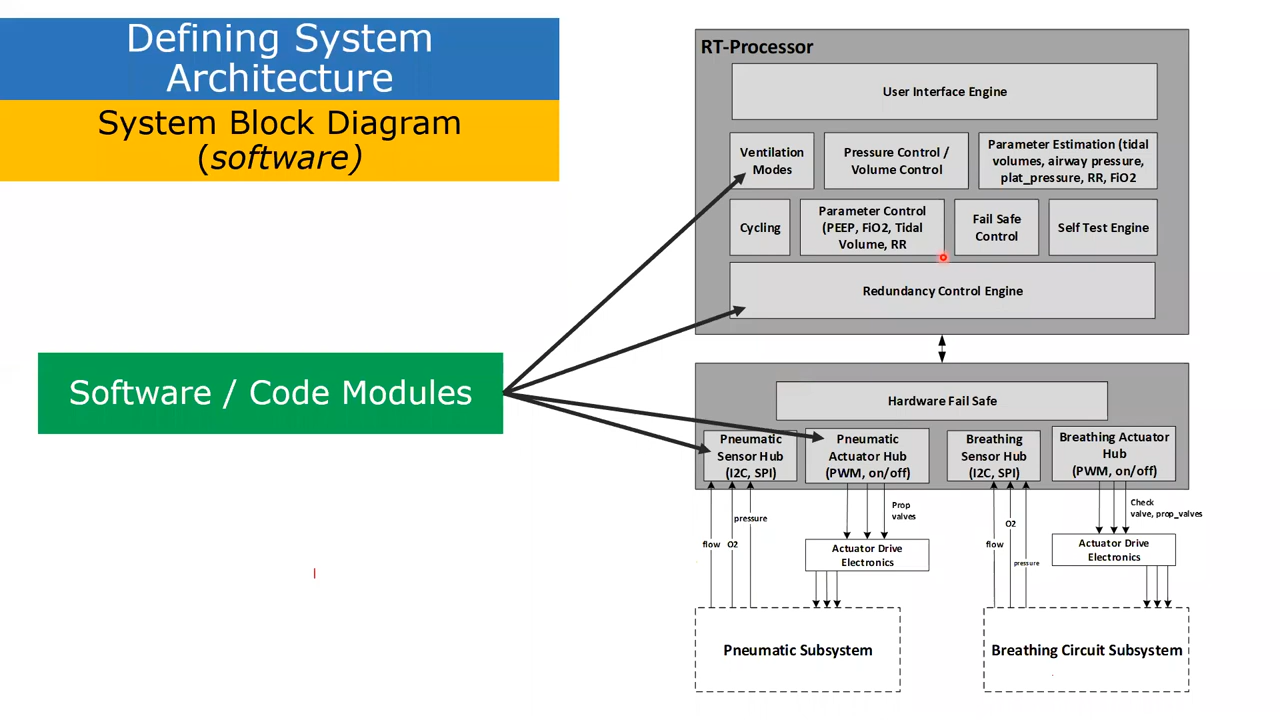 Defining System
Architecture
System Block Diagram
(software)
Software / Code Modules
RT-Processor
User Interface Engine
Ventilation
Modes
Pressure Control /
Volume Control
Parameter Estimation (tidal
volumes, airway pressure,
plat_pressure, RR, FiO2
Cycling
Parameter Control
(PEEP, FiO2, Tidal
Volume, RR
Fail Safe
Control
Self Test Engine
Redundancy Control Engine
Hardware Fail Safe
Pneumatic
Sensor Hub
(I2C, SPI)
Pneumatic
Actuator Hub
(PWM, on/off)
Breathing
Sensor Hub
(I2C, SPI)
Breathing Actuator
Hub
(PWM, on/off)
flow
O2
pressure
Prop
valves
Actuator Drive
Electronics
flow
O2
pressure
Check
valve, prop_valves
Actuator Drive
Electronics
Pneumatic Subsystem
Breathing Circuit Subsystem